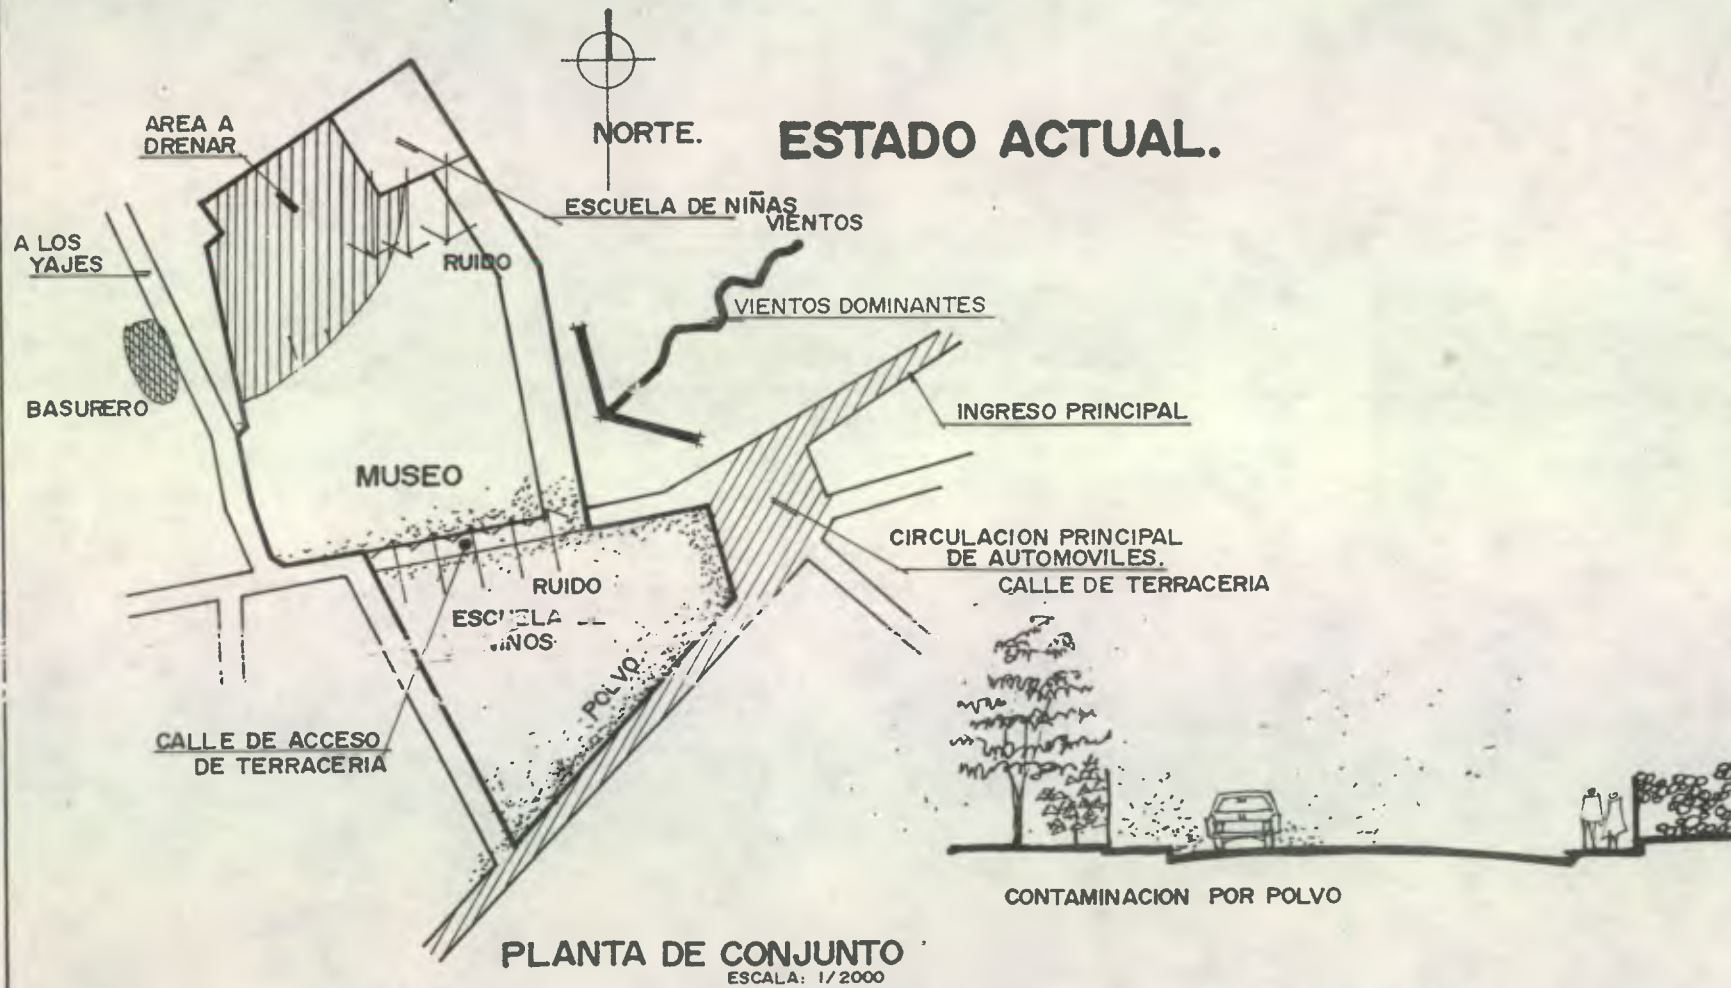 NORTE.
ESTADO ACTUAL.
AREA A
DRENAR
ESCUELA DE NIÑAS
VIENTOS
A LOS
YAJES
RUIDO
VIENTOS DOMINANTES
BASURERO
INGRESO PRINCIPAL
MUSEO
CIRCULACION PRINCIPAL
DE AUTOMOVILES.
CALLE DE TERRACERIA
RUIDO
POLVO
CALLE DE ACCESO
DE TERRACERIA
CONTAMINACION POR POLVO
PLANTA DE CONJUNTO
ESCALA: 1/2000